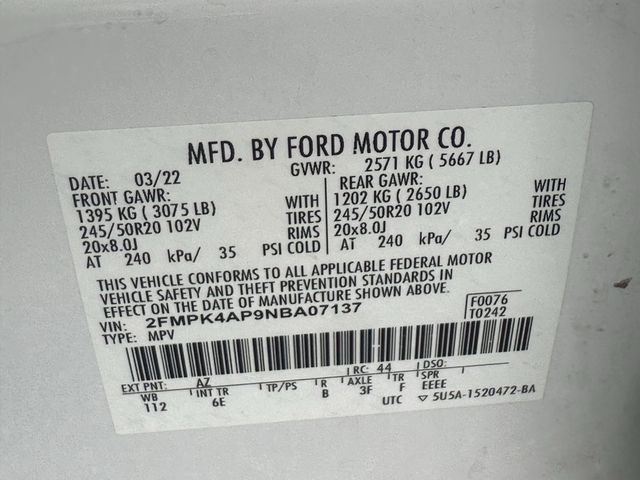 MFD. BY FORD MOTOR CO.
DATE: 03/22 GVWR: 2571 KG ( 5667 LB)
FRONT GAWR: REAR GAWR:
1395 KG ( 3075 LB) WITH 1202 KG ( 2650 LB) WITH
245/50R20 102V TIRES 245/50R20 102V TIRES
20x8.0J RIMS 20x8.0J RIMS
AT 240 kPa/ 35 PSI COLD AT 240 kPa/ 35 PSI COLD
THIS VEHICLE CONFORMS TO ALL APPLICABLE FEDERAL MOTOR
VEHICLE SAFETY AND THEFT PREVENTION STANDARDS IN
EFFECT ON THE DATE OF MANUFACTURE SHOWN ABOVE.
VIN: 2FMPK4AP9NBA07137 F0076
TYPE: MPV T0242
EXT PNT: AZ RC: 44 DSO:
WB INT TR TP/PS R AXLE TR SPR
112 6E B 3F F EEEE
UTC ▽ 5U5A-1520472-BA